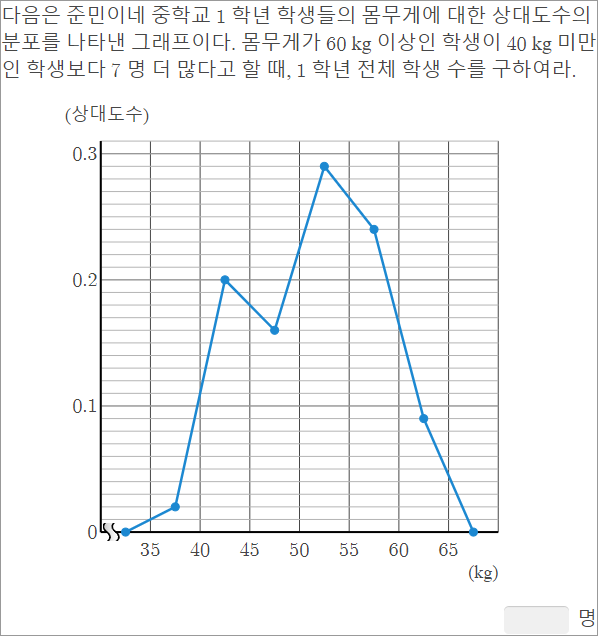 다음은 준민이네 중학교 1 학년 학생들의 몸무게에 대한 상대도수의
분포를 나타낸 그래프이다. 몸무게가 60 kg 이상인 학생이 40 kg 미만
인 학생보다 7 명 더 많다고 할 때, 1 학년 전체 학생 수를 구하여라.
(상대도수)
0.3
0.2
0.1
0
35 40 45 50 55 60 65
(kg)
명